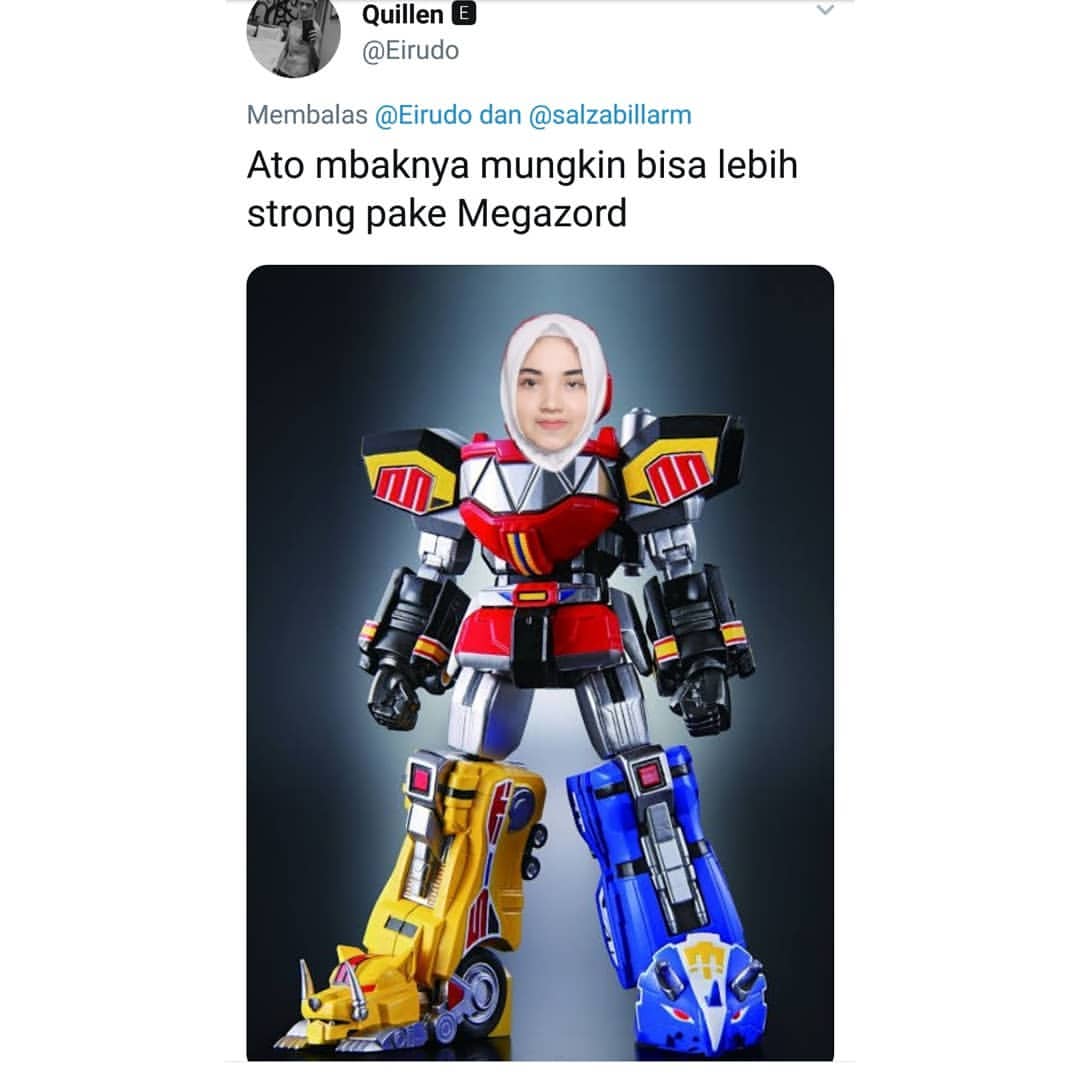 Quillen E
@Eirudo
Membalas @Eirudo dan @salzabillarm
Ato mbaknya mungkin bisa lebih
strong pake Megazord